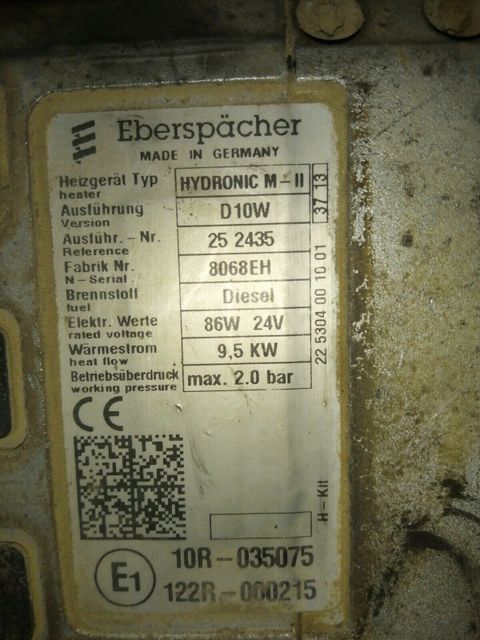 Eberspächer
MADE IN GERMANY
Heizgerät Typ HYDRONIC M-II
heater
Ausführung D10W
Version
Ausführ.-Nr. 25 2435
Reference
Fabrik Nr. 8068EH
N-Serial
Brennstoff Diesel
fuel
Elektr. Werte 86W 24V
rated voltage
Wärmestrom 9,5 KW
heat flow
Betriebsüberdruck max. 2.0 bar
working pressure
37 13
22 5304 00 10 01
CE
H-Kit
E1
10R-035075
122R-000215